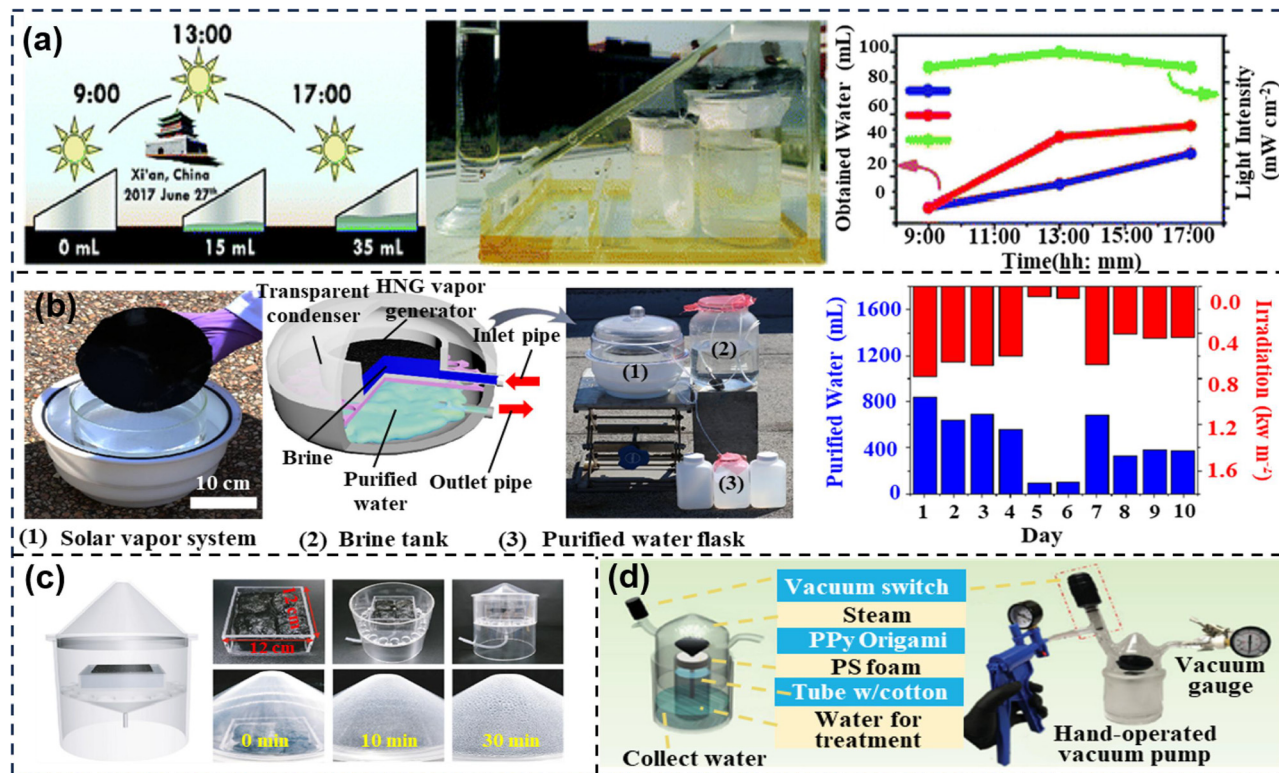 (a)
13:00
9:00
17:00
Xi'an, China
2017 June 27th
0 mL
15 mL
35 mL
Obtained Water (mL)
100
80
60
40
20
0
Light Intensity
(mW cm-2)
9:00 11:00 13:00 15:00 17:00
Time(hh: mm)
(b)
10 cm
Transparent
condenser
HNG vapor
generator
Inlet pipe
Brine
Purified
water
Outlet pipe
(1)
(2)
(3)
(1) Solar vapor system (2) Brine tank (3) Purified water flask
Purified Water (mL)
1600
1200
800
400
0
0.0
0.4
0.8
1.2
1.6
Irradiation (kw m-2)
1 2 3 4 5 6 7 8 9 10
Day
(c)
12 cm
0 min
10 min
30 min
(d)
Vacuum switch
Steam
PPy Origami
PS foam
Tube w/cotton
Water for
treatment
Collect water
Vacuum
gauge
Hand-operated
vacuum pump